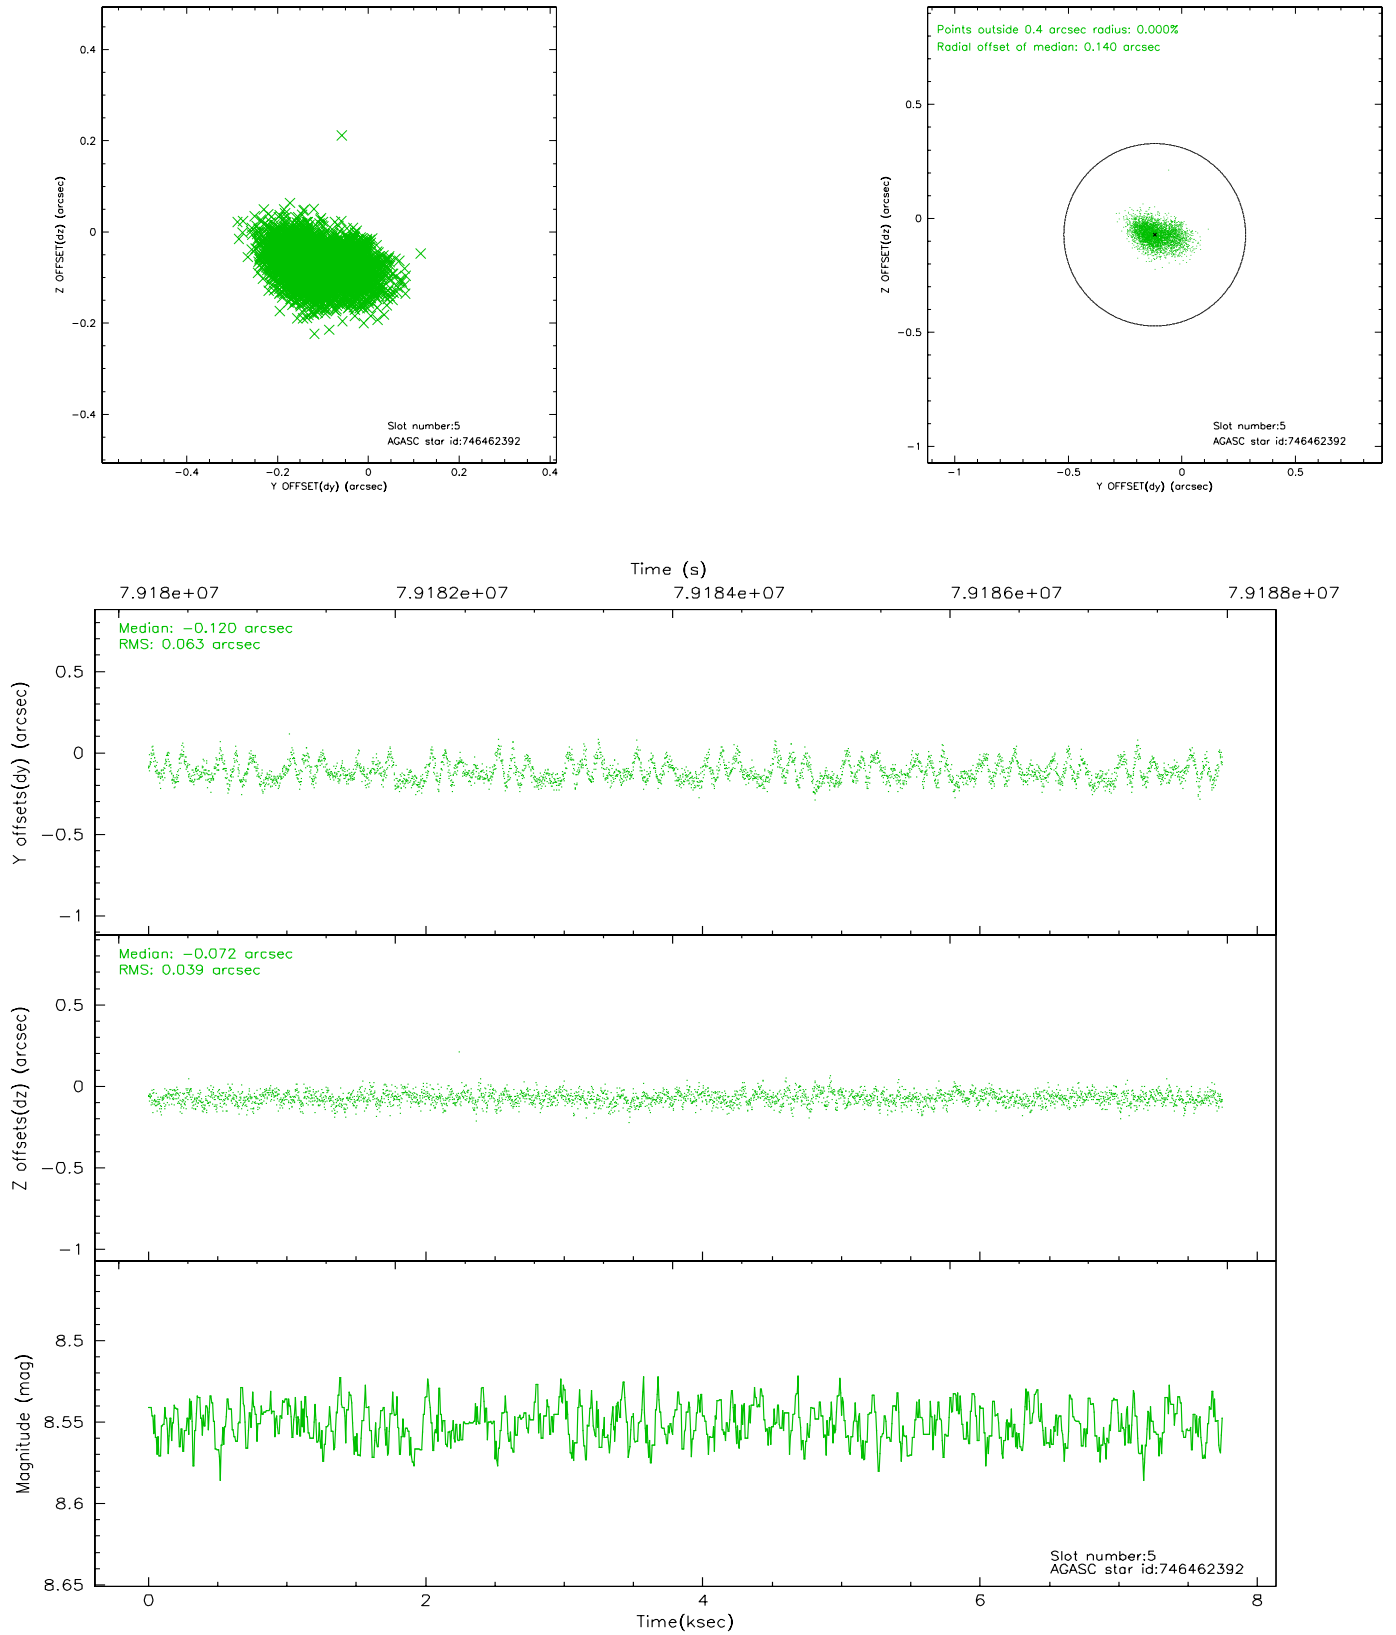 0.4
0.2
0
-0.2
-0.4
Z OFFSET(dz) (arcsec)
Slot number:5
AGASC star id:746462392
-0.4 -0.2 0 0.2 0.4
Y OFFSET(dy) (arcsec)
Points outside 0.4 arcsec radius: 0.000%
Radial offset of median: 0.140 arcsec
0.5
0
-0.5
-1
Z OFFSET(dz) (arcsec)
Slot number:5
AGASC star id:746462392
-1 -0.5 0 0.5
Y OFFSET(dy) (arcsec)
Time (s)
7.918e+07 7.9182e+07 7.9184e+07 7.9186e+07 7.9188e+07
Median: -0.120 arcsec
RMS: 0.063 arcsec
0.5
0
-0.5
-1
Y offsets(dy) (arcsec)
Median: -0.072 arcsec
RMS: 0.039 arcsec
0.5
0
-0.5
-1
Z offsets(dz) (arcsec)
8.5
8.55
8.6
8.65
Magnitude (mag)
Slot number:5
AGASC star id:746462392
0 2 4 6 8
Time(ksec)